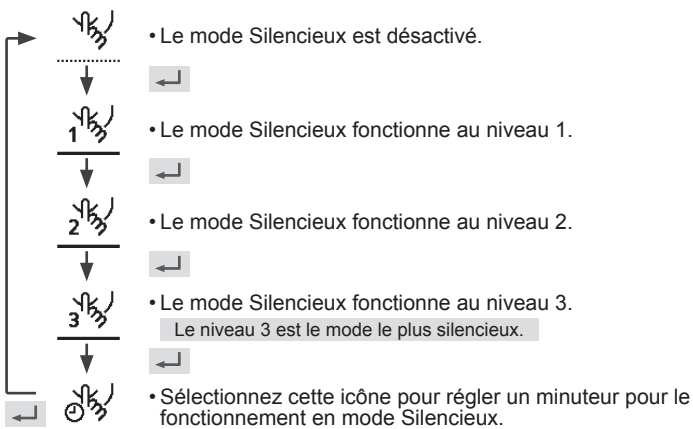 • Le mode Silencieux est désactivé.
1
• Le mode Silencieux fonctionne au niveau 1.
2
• Le mode Silencieux fonctionne au niveau 2.
3
• Le mode Silencieux fonctionne au niveau 3.
Le niveau 3 est le mode le plus silencieux.
• Sélectionnez cette icône pour régler un minuteur pour le
fonctionnement en mode Silencieux.